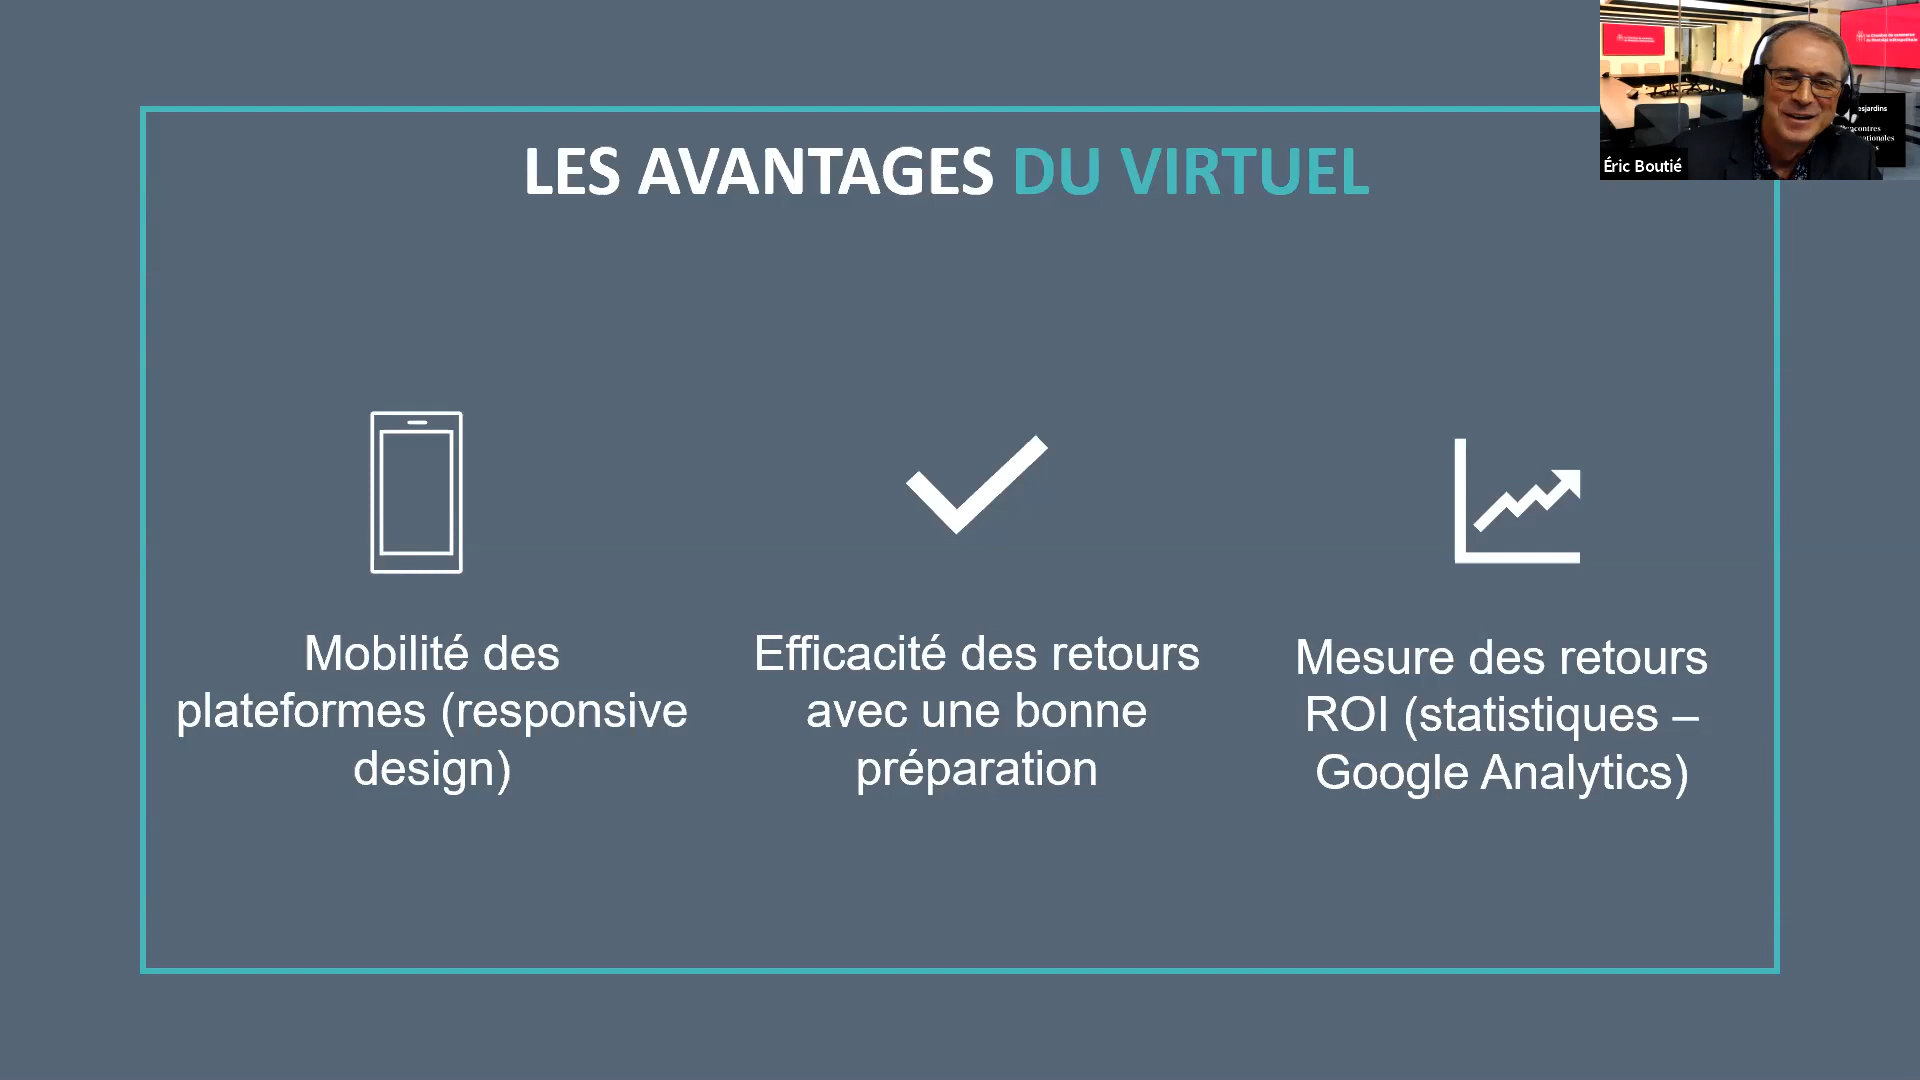 LES AVANTAGES DU VIRTUEL
Éric Boutié
Mobilité des
plateformes (responsive
design)
Efficacité des retours
avec une bonne
préparation
Mesure des retours
ROI (statistiques –
Google Analytics)